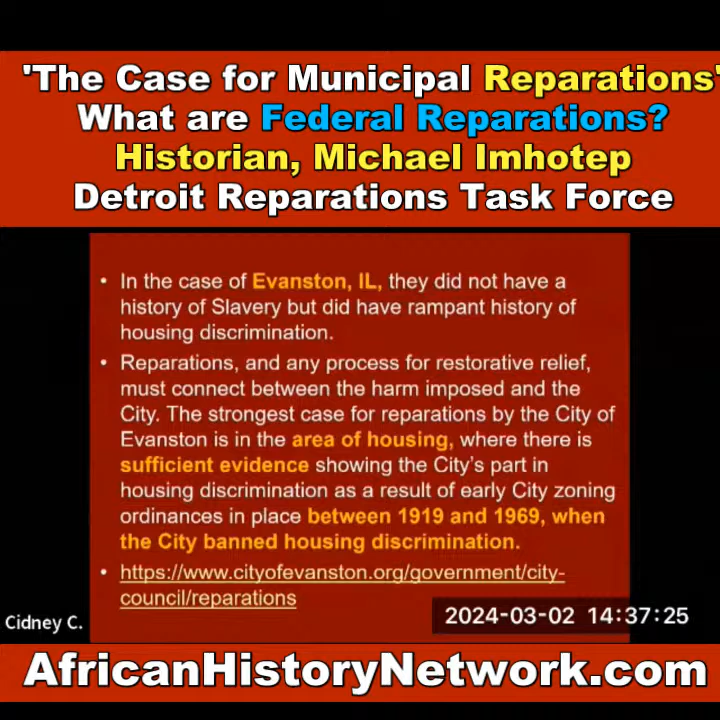 'The Case for Municipal Reparations'
What are Federal Reparations?
Historian, Michael Imhotep
Detroit Reparations Task Force
• In the case of Evanston, IL, they did not have a
history of Slavery but did have rampant history of
housing discrimination.
• Reparations, and any process for restorative relief,
must connect between the harm imposed and the
City. The strongest case for reparations by the City of
Evanston is in the area of housing, where there is
sufficient evidence showing the City's part in
housing discrimination as a result of early City zoning
ordinances in place between 1919 and 1969, when
the City banned housing discrimination.
• https://www.cityofevanston.org/government/city-
council/reparations
Cidney C.
2024-03-02 14:37:25
AfricanHistoryNetwork.com